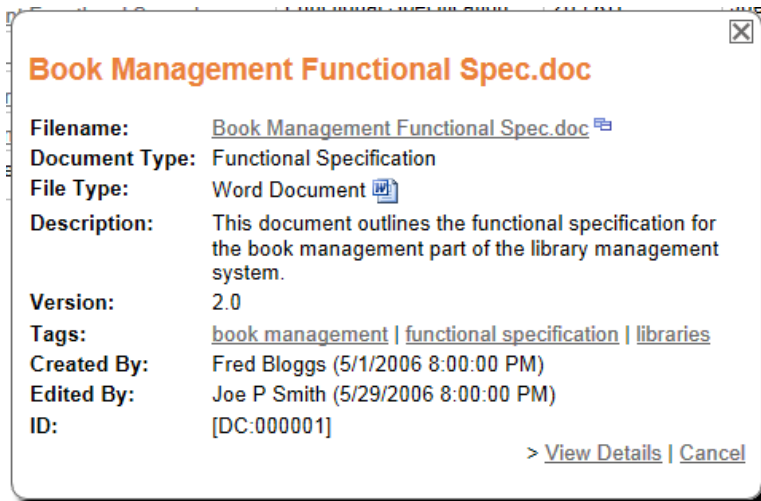 Book Management Functional Spec.doc
Filename: Book Management Functional Spec.doc
Document Type: Functional Specification
File Type: Word Document
Description: This document outlines the functional specification for
the book management part of the library management
system.
Version: 2.0
Tags: book management | functional specification | libraries
Created By: Fred Bloggs (5/1/2006 8:00:00 PM)
Edited By: Joe P Smith (5/29/2006 8:00:00 PM)
ID: [DC:000001]
> View Details | Cancel